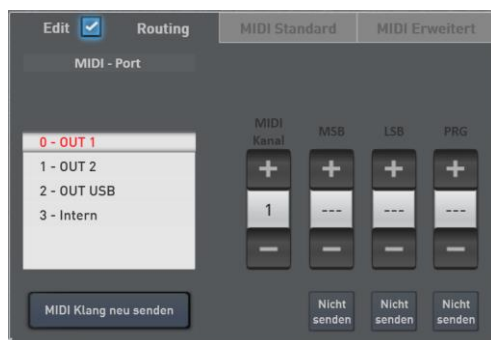 Edit Routing MIDI Standard MIDI Erweitert
MIDI - Port
MIDI
Kanal MSB LSB PRG
0 - OUT 1
1 - OUT 2
2 - OUT USB
3 - Intern
+ + + +
1 --- --- ---
- - - -
MIDI Klang neu senden
Nicht
senden
Nicht
senden
Nicht
senden